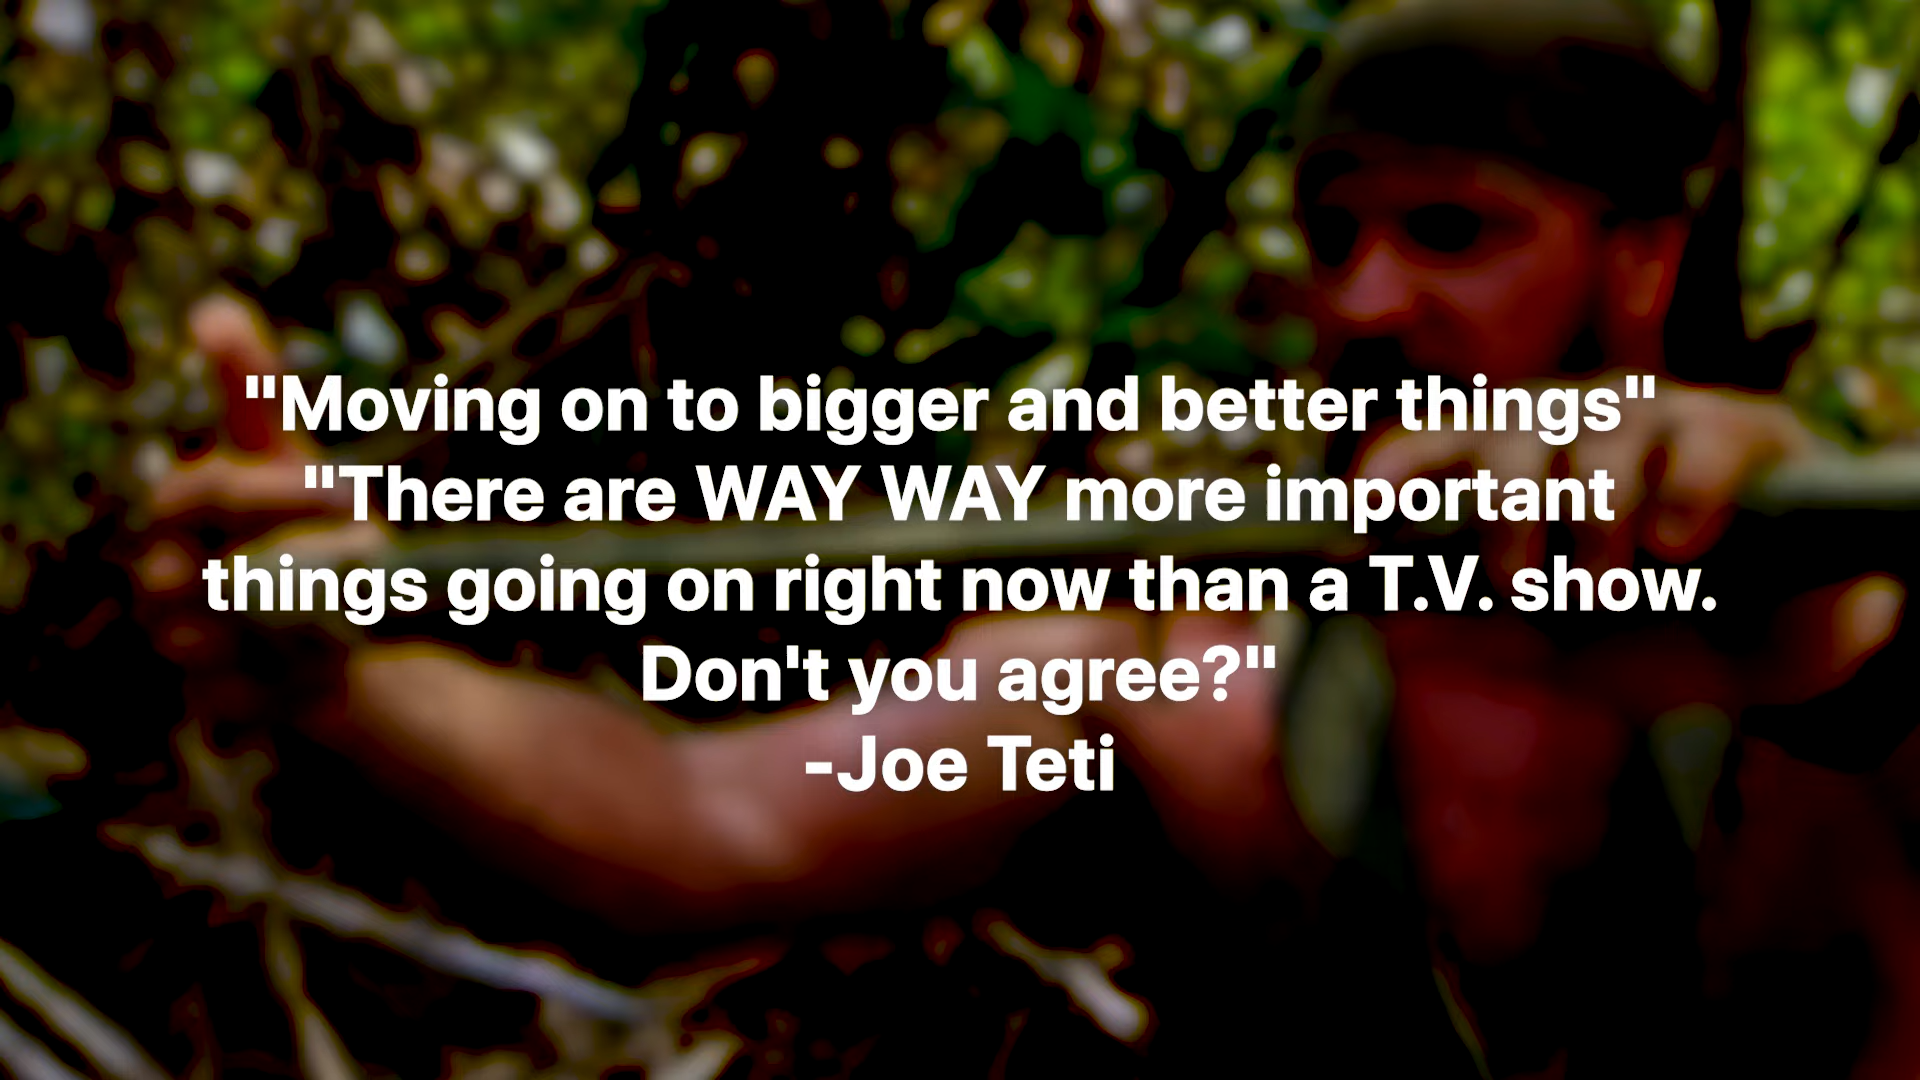 "Moving on to bigger and better things"
"There are WAY WAY more important
things going on right now than a T.V. show.
Don't you agree?"
-Joe Teti